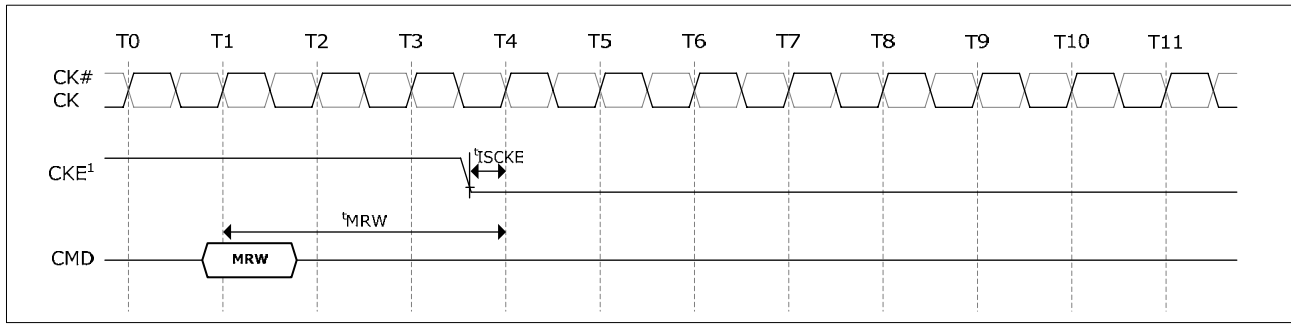 T0 T1 T2 T3 T4 T5 T6 T7 T8 T9 T10 T11
CK#
CK
tISCKE
CKE1
tMRW
CMD MRW